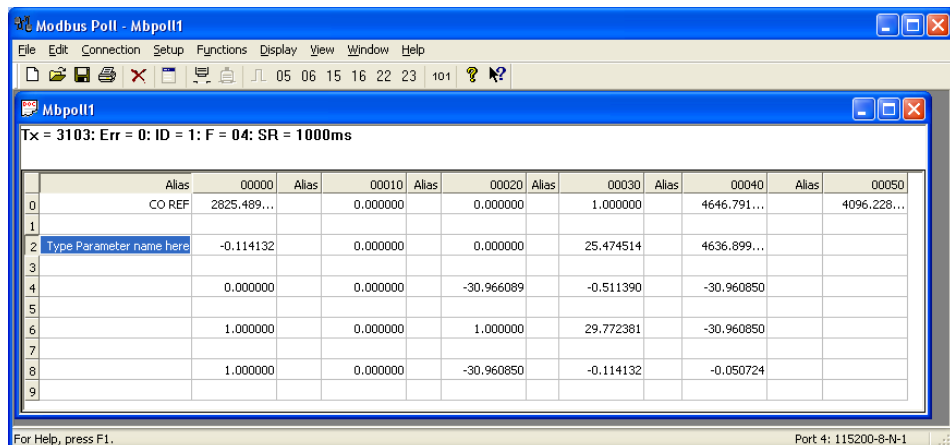 Modbus Poll - Mbpoll1
File Edit Connection Setup Functions Display View Window Help
05 06 15 16 22 23 101
Mbpoll1
Tx = 3103: Err = 0: ID = 1: F = 04: SR = 1000ms
Alias 00000 Alias 00010 Alias 00020 Alias 00030 Alias 00040 Alias 00050
0 CO REF 2825.489... 0.000000 0.000000 1.000000 4646.791... 4096.228...
1
2 Type Parameter name here -0.114132 0.000000 0.000000 25.474514 4636.899...
3
4 0.000000 0.000000 -30.966089 -0.511390 -30.960850
5
6 1.000000 0.000000 1.000000 29.772381 -30.960850
7
8 1.000000 0.000000 -30.960850 -0.114132 -0.050724
9
For Help, press F1. Port 4: 115200-8-N-1